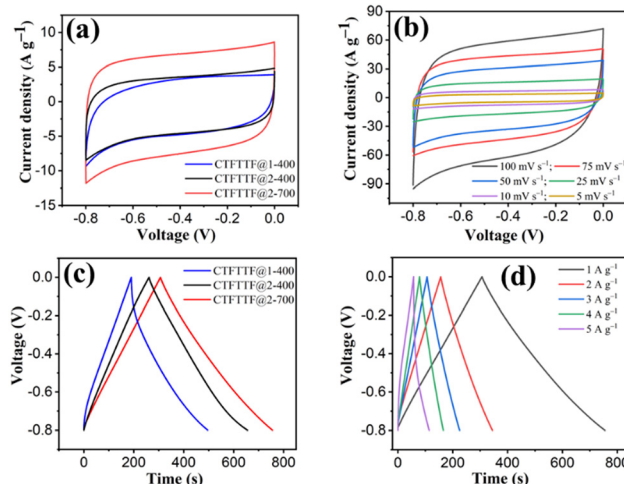 (a)
Current density (A g⁻¹)
10
5
0
-5
-10
-15
CTFTTF@1-400
CTFTTF@2-400
CTFTTF@2-700
-0.8 -0.6 -0.4 -0.2 0.0
Voltage (V)
(b)
Current density (A g⁻¹)
90
60
30
0
-30
-60
-90
100 mV s⁻¹; 75 mV s⁻¹
50 mV s⁻¹; 25 mV s⁻¹
10 mV s⁻¹; 5 mV s⁻¹
-0.8 -0.6 -0.4 -0.2 0.0
Voltage (V)
(c)
Voltage (V)
0.0
-0.2
-0.4
-0.6
-0.8
CTFTTF@1-400
CTFTTF@2-400
CTFTTF@2-700
0 200 400 600 800
Time (s)
(d)
Voltage (V)
0.0
-0.2
-0.4
-0.6
-0.8
1 A g⁻¹
2 A g⁻¹
3 A g⁻¹
4 A g⁻¹
5 A g⁻¹
0 200 400 600 800
Time (s)